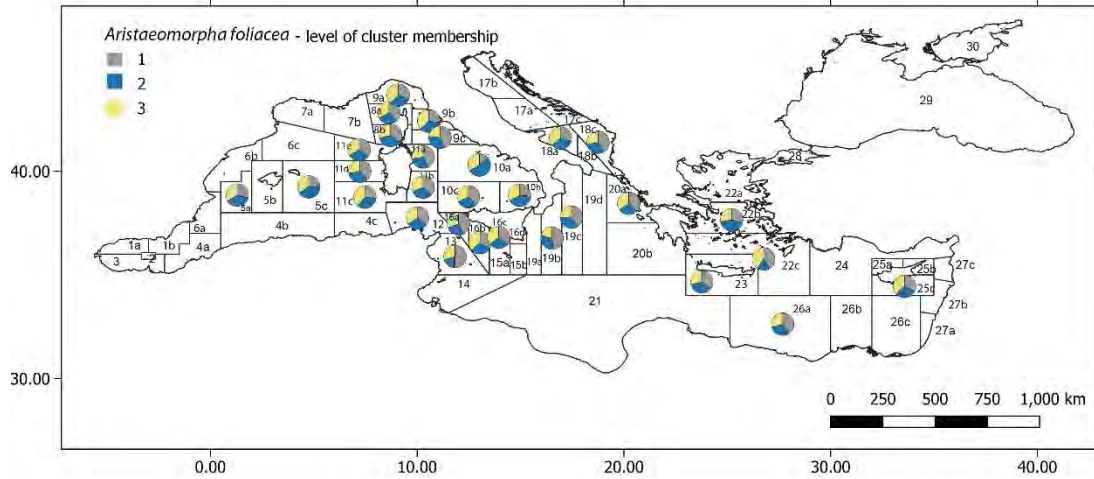 Aristaeomorpha foliacea - level of cluster membership
1
2
3
30
29
17b
17a
17c
18c
18a
18b
9a
8a
8b
9b
9c
7a
7b
6b
6c
11e
11d
11c
11a
11b
10a
10c
10b
5a
5b
5c
4b
4c
6a
1a
1b
4a
3
2
12
13
14
16a
16b
16c
16d
15a
15b
19a
19b
19c
19d
20a
20b
21
22a
22b
22c
23
24
25a
25b
25c
26a
26b
26c
27a
27b
27c
28
40.00
30.00
0.00 10.00 20.00 30.00 40.00
0 250 500 750 1,000 km